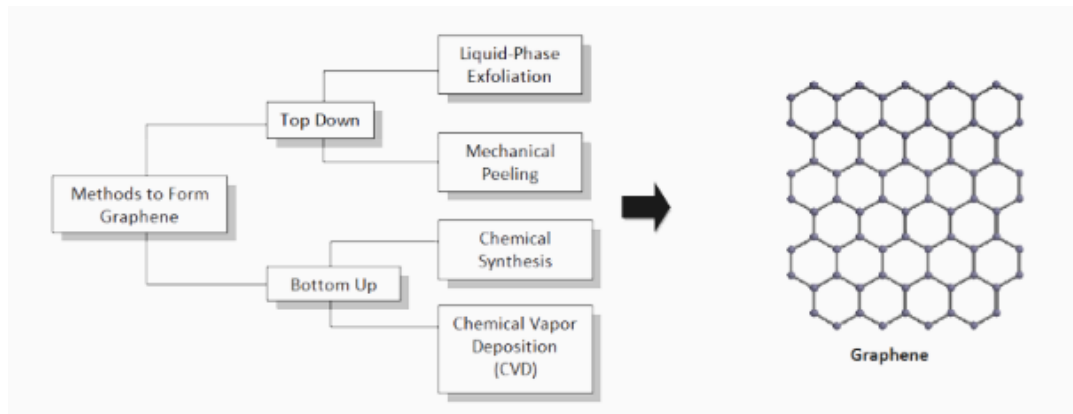 Liquid-Phase
Exfoliation
Top Down
Mechanical
Peeling
Methods to Form
Graphene
Chemical
Synthesis
Bottom Up
Chemical Vapor
Deposition
(CVD)
Graphene